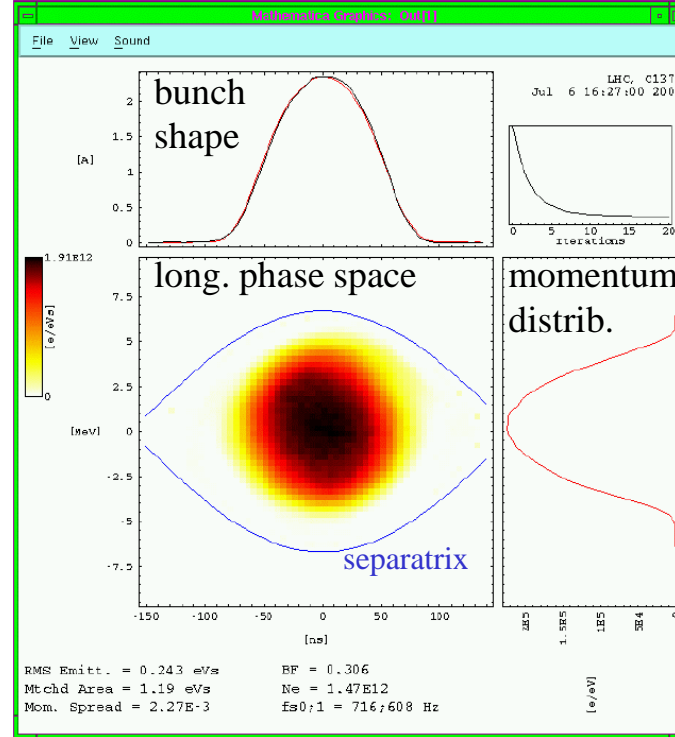 Mathematica Graphics: Out[1]
File View Sound
LHC, C137
Jul 6 16:27:00 200
bunch
shape
[A]
2
1.5
1
0.5
0
0 5 10 15 20
iterations
1.91E12
[e/eVs]
0
long. phase space
momentum
distrib.
7.5
5
2.5
[MeV]
0
-2.5
-5
-7.5
separatrix
-150 -100 -50 0 50 100
[ns]
2E5
1.5E5
1E5
5E4
[e/eV]
RMS Emitt. = 0.243 eVs
BF = 0.306
Mtchd Area = 1.19 eVs
Ne = 1.47E12
Mom. Spread = 2.27E-3
fs0;1 = 716;608 Hz